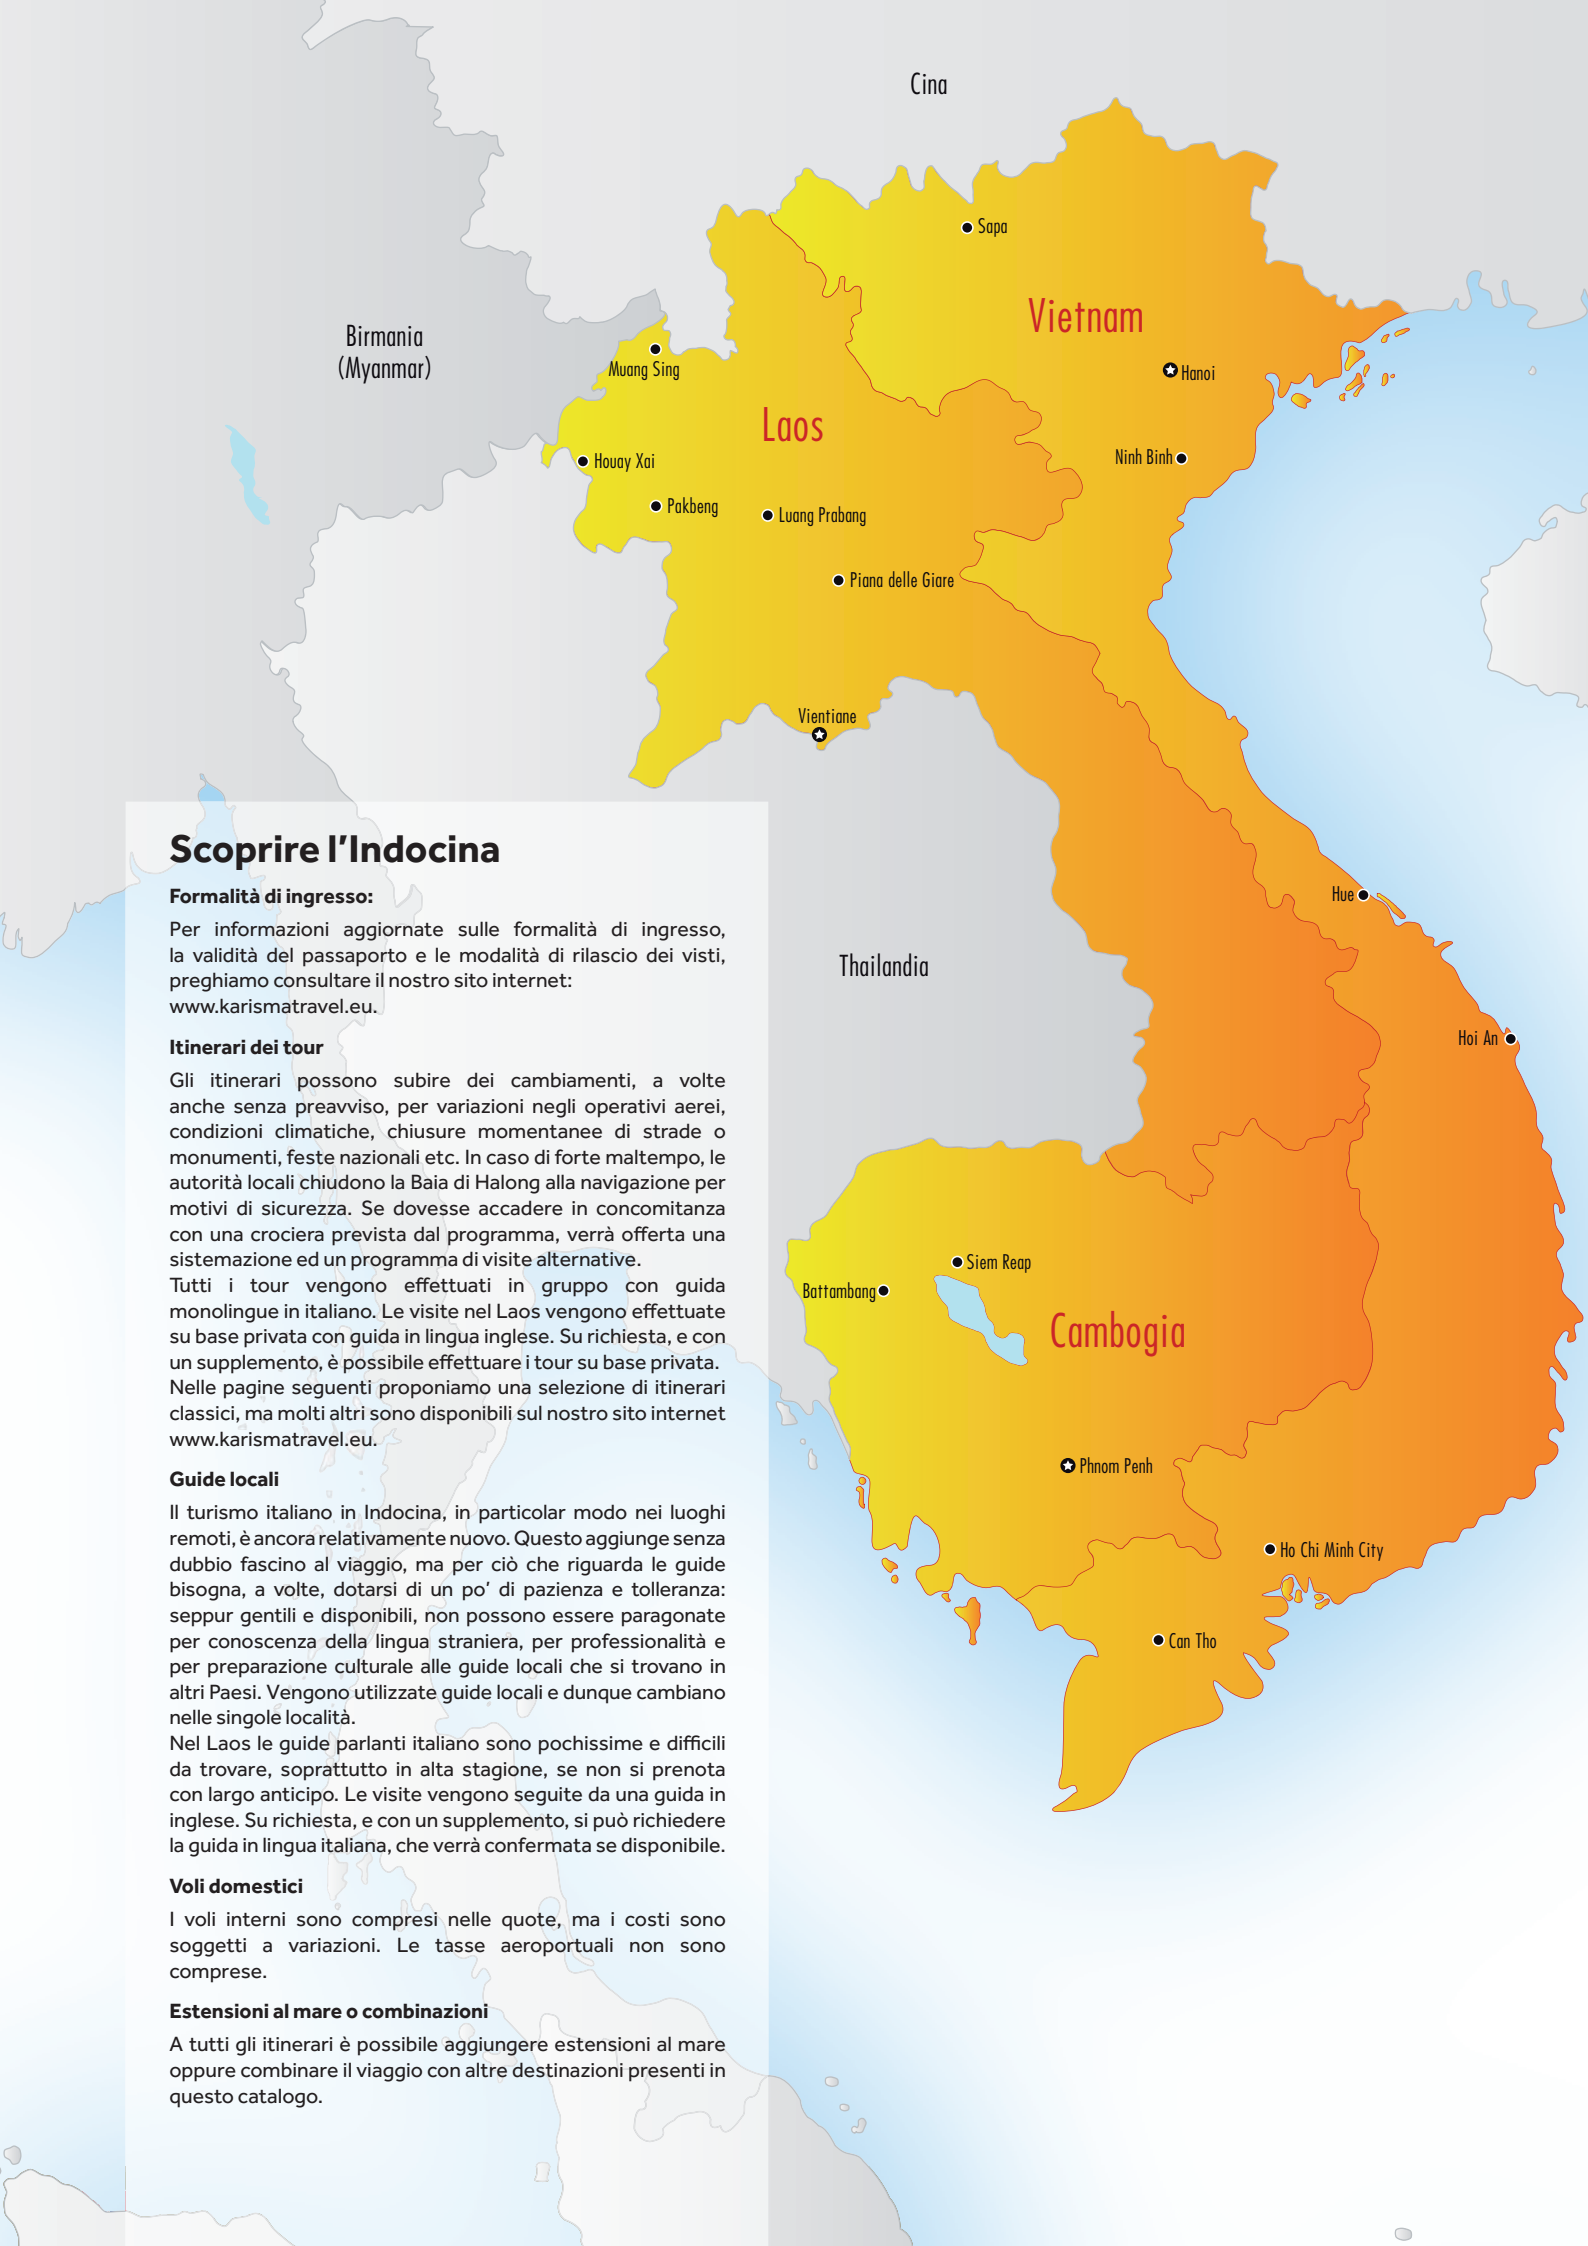 Cina
Sapa
Vietnam
Birmania
(Myanmar)
Muang Sing
Hanoi
Laos
Ninh Binh
Houay Xai
Pakbeng
Luang Prabang
Piana delle Giare
Vientiane
Hue
Thailandia
Hoi An
Siem Reap
Battambang
Cambogia
Phnom Penh
Ho Chi Minh City
Can Tho
Scoprire l’Indocina
Formalità di ingresso:
Per informazioni aggiornate sulle formalità di ingresso,
la validità del passaporto e le modalità di rilascio dei visti,
preghiamo consultare il nostro sito internet:
www.karismatravel.eu.
Itinerari dei tour
Gli itinerari possono subire dei cambiamenti, a volte
anche senza preavviso, per variazioni negli operativi aerei,
condizioni climatiche, chiusure momentanee di strade o
monumenti, feste nazionali etc. In caso di forte maltempo, le
autorità locali chiudono la Baia di Halong alla navigazione per
motivi di sicurezza. Se dovesse accadere in concomitanza
con una crociera prevista dal programma, verrà offerta una
sistemazione ed un programma di visite alternative.
Tutti i tour vengono effettuati in gruppo con guida
monolingue in italiano. Le visite nel Laos vengono effettuate
su base privata con guida in lingua inglese. Su richiesta, e con
un supplemento, è possibile effettuare i tour su base privata.
Nelle pagine seguenti proponiamo una selezione di itinerari
classici, ma molti altri sono disponibili sul nostro sito internet
www.karismatravel.eu.
Guide locali
Il turismo italiano in Indocina, in particolar modo nei luoghi
remoti, è ancora relativamente nuovo. Questo aggiunge senza
dubbio fascino al viaggio, ma per ciò che riguarda le guide
bisogna, a volte, dotarsi di un po’ di pazienza e tolleranza:
seppur gentili e disponibili, non possono essere paragonate
per conoscenza della lingua straniera, per professionalità e
per preparazione culturale alle guide locali che si trovano in
altri Paesi. Vengono utilizzate guide locali e dunque cambiano
nelle singole località.
Nel Laos le guide parlanti italiano sono pochissime e difficili
da trovare, soprattutto in alta stagione, se non si prenota
con largo anticipo. Le visite vengono seguite da una guida in
inglese. Su richiesta, e con un supplemento, si può richiedere
la guida in lingua italiana, che verrà confermata se disponibile.
Voli domestici
I voli interni sono compresi nelle quote, ma i costi sono
soggetti a variazioni. Le tasse aeroportuali non sono
comprese.
Estensioni al mare o combinazioni
A tutti gli itinerari è possibile aggiungere estensioni al mare
oppure combinare il viaggio con altre destinazioni presenti in
questo catalogo.